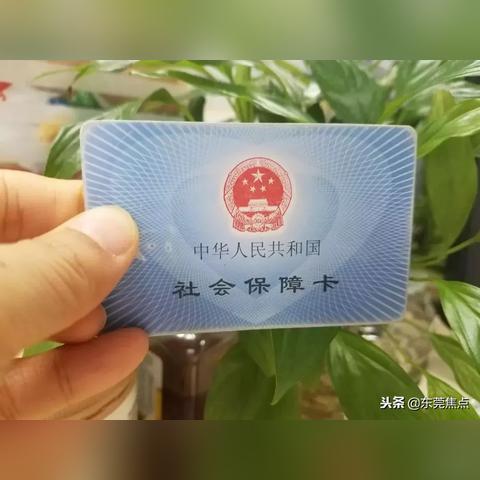 中华人民共和国
社会保障卡
头条 @东莞焦点